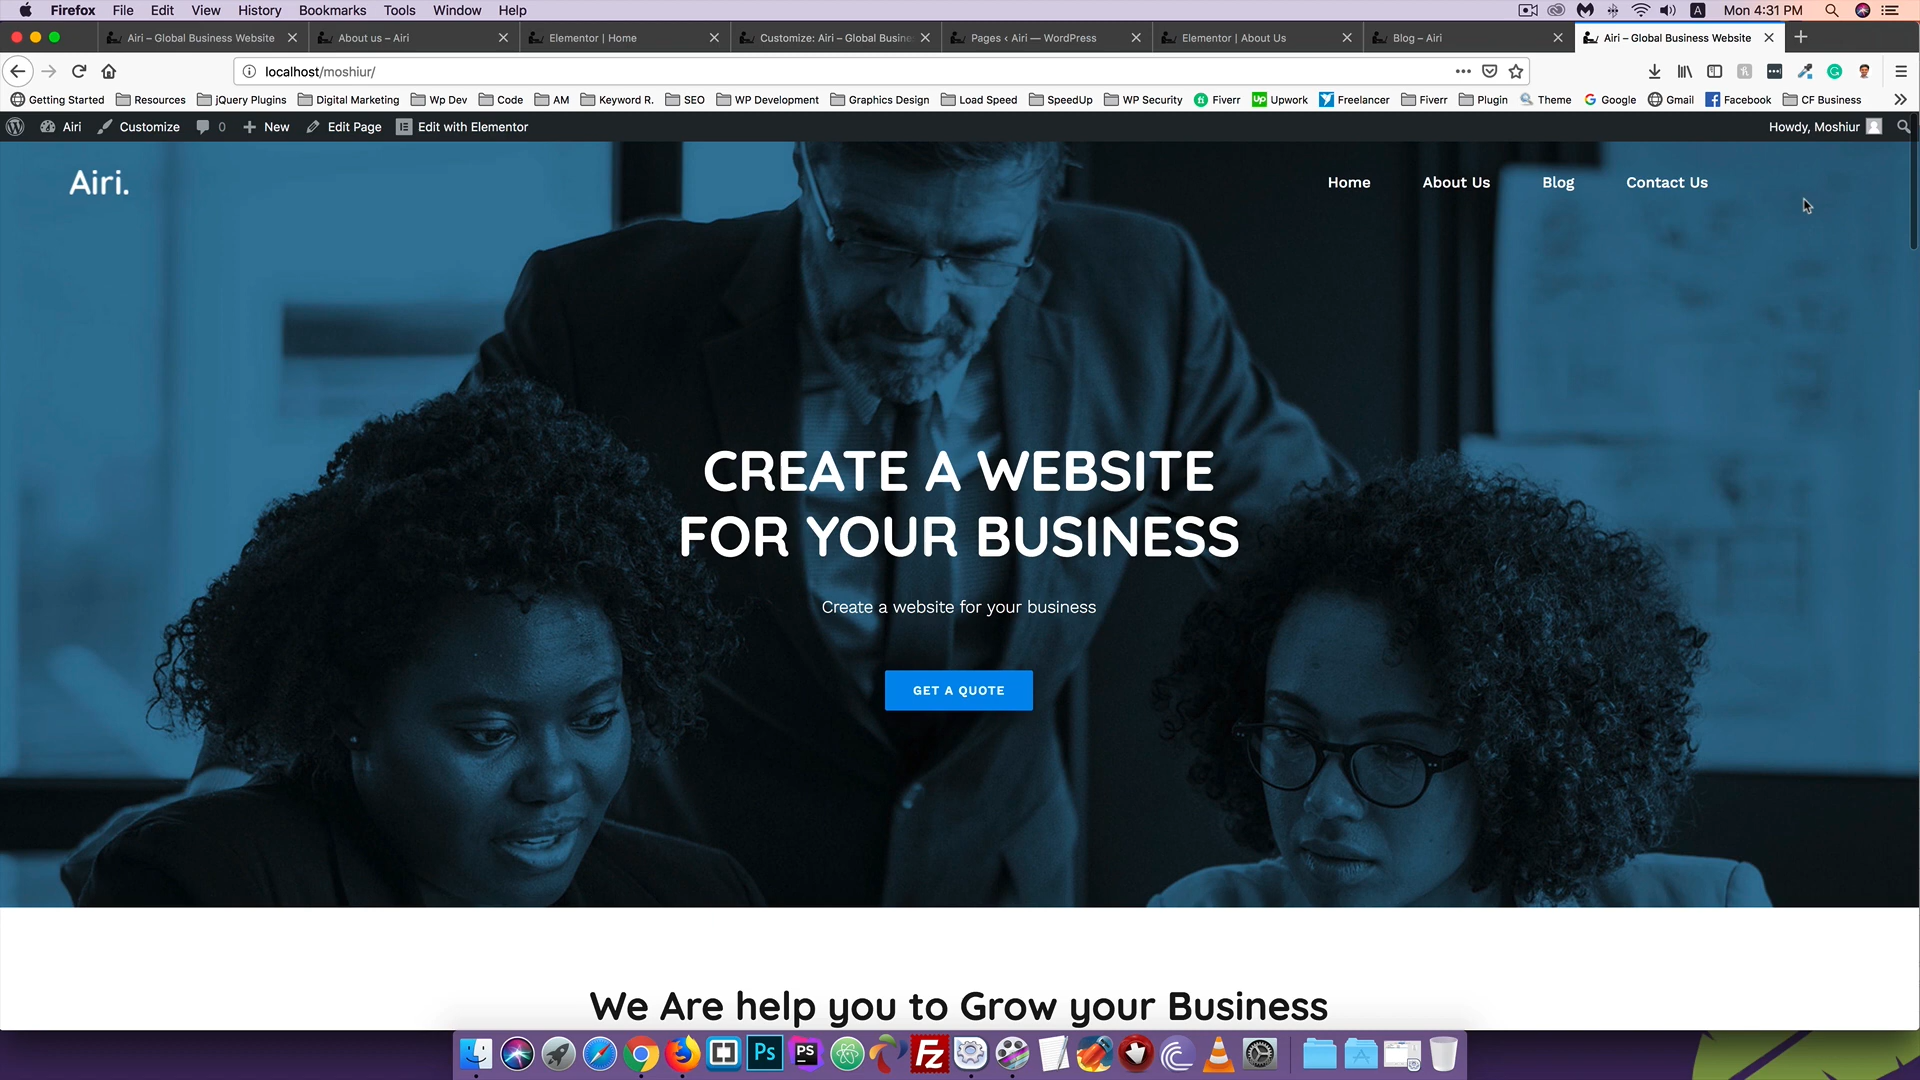 Firefox File Edit View History Bookmarks Tools Window Help
A Mon 4:31 PM
Airi – Global Business Website
About us – Airi
Elementor | Home
Customize: Airi – Global Busine
Pages ‹ Airi — WordPress
Elementor | About Us
Blog – Airi
Airi – Global Business Website
localhost/moshiur/
Getting Started Resources jQuery Plugins Digital Marketing Wp Dev Code AM Keyword R. SEO WP Development Graphics Design Load Speed SpeedUp WP Security Fiverr Upwork Freelancer Fiverr Plugin Theme Google Gmail Facebook CF Business
Airi Customize 0 New Edit Page Edit with Elementor
Howdy, Moshiur
Airi.
Home About Us Blog Contact Us
CREATE A WEBSITE
FOR YOUR BUSINESS
Create a website for your business
GET A QUOTE
We Are help you to Grow your Business
Ps PS FZ